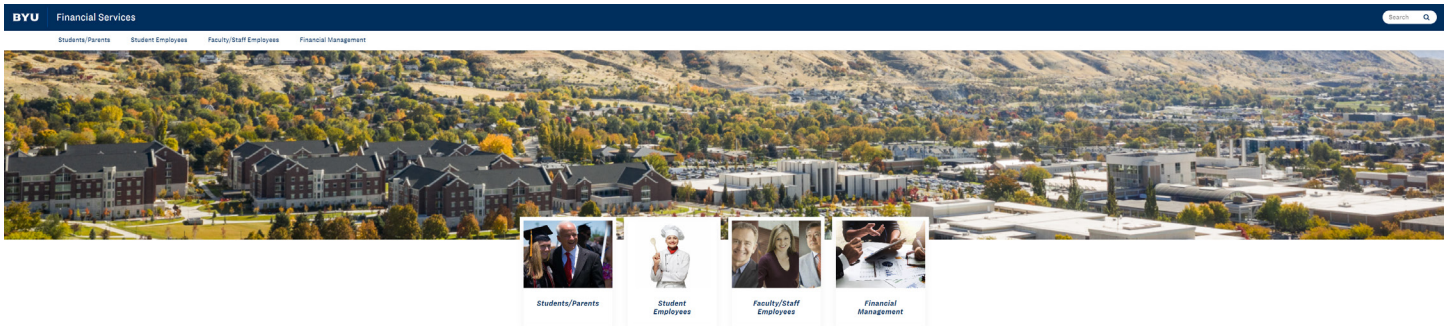 BYU Financial Services Search
Students/Parents Student Employees Faculty/Staff Employees Financial Management
Students/Parents
Student
Employees
Faculty/Staff
Employees
Financial
Management